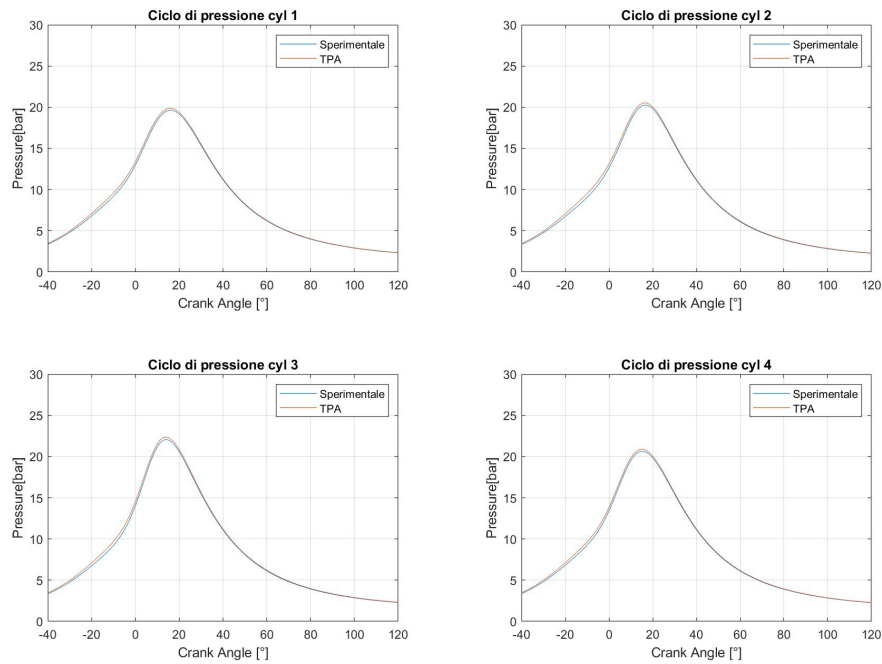 Ciclo di pressione cyl 1
Sperimentale
TPA
Pressure[bar]
30
25
20
15
10
5
0
-40 -20 0 20 40 60 80 100 120
Crank Angle [°]
Ciclo di pressione cyl 2
Sperimentale
TPA
Pressure[bar]
30
25
20
15
10
5
0
-40 -20 0 20 40 60 80 100 120
Crank Angle [°]
Ciclo di pressione cyl 3
Sperimentale
TPA
Pressure[bar]
30
25
20
15
10
5
0
-40 -20 0 20 40 60 80 100 120
Crank Angle [°]
Ciclo di pressione cyl 4
Sperimentale
TPA
Pressure[bar]
30
25
20
15
10
5
0
-40 -20 0 20 40 60 80 100 120
Crank Angle [°]